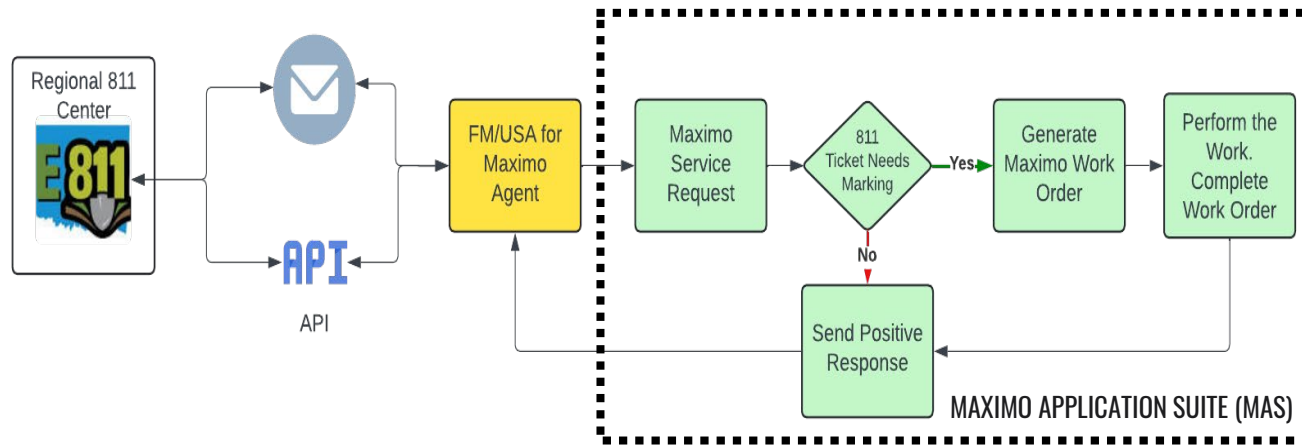 Regional 811
Center
E 811
API
API
FM/USA for
Maximo
Agent
Maximo
Service
Request
811
Ticket Needs
Marking
Yes
No
Generate
Maximo Work
Order
Perform the
Work.
Complete
Work Order
Send Positive
Response
MAXIMO APPLICATION SUITE (MAS)